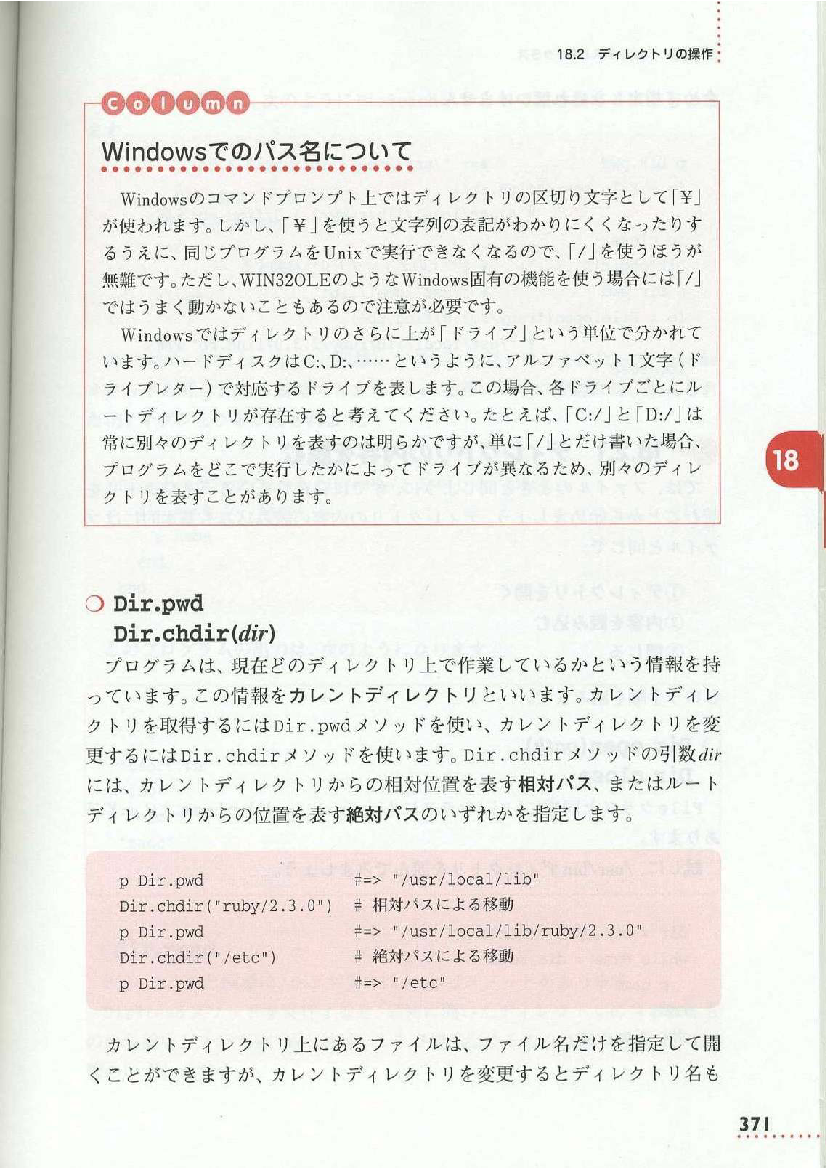 18.2 ディレクトリの操作
Column
Windowsでのパス名について
Windowsのコマンドプロンプト上ではディレクトリの区切り文字として「¥」
が使われます。しかし、「¥」を使うと文字列の表記がわかりにくくなったりす
るうえに、同じプログラムをUnixで実行できなくなるので、「/」を使うほうが
無難です。ただし、WIN32OLEのようなWindows固有の機能を使う場合には「/」
ではうまく動かないこともあるので注意が必要です。
Windowsではディレクトリのさらに上が「ドライブ」という単位で分かれて
います。ハードディスクはC:、D:、……というように、アルファベット1文字(ド
ライブレター)で対応するドライブを表します。この場合、各ドライブごとにル
ートディレクトリが存在すると考えてください。たとえば、「C:/」と「D:/」は
常に別々のディレクトリを表すのは明らかですが、単に「/」とだけ書いた場合、
プログラムをどこで実行したかによってドライブが異なるため、別々のディレ
クトリを表すことがあります。
18
❍ Dir.pwd
Dir.chdir(dir)
プログラムは、現在どのディレクトリ上で作業しているかという情報を持
っています。この情報をカレントディレクトリといいます。カレントディレ
クトリを取得するにはDir.pwdメソッドを使い、カレントディレクトリを変
更するにはDir.chdirメソッドを使います。Dir.chdirメソッドの引数dir
には、カレントディレクトリからの相対位置を表す相対パス、またはルート
ディレクトリからの位置を表す絶対パスのいずれかを指定します。
p Dir.pwd #=> "/usr/local/lib"
Dir.chdir("ruby/2.3.0") # 相対パスによる移動
p Dir.pwd #=> "/usr/local/lib/ruby/2.3.0"
Dir.chdir("/etc") # 絶対パスによる移動
p Dir.pwd #=> "/etc"
カレントディレクトリ上にあるファイルは、ファイル名だけを指定して開
くことができますが、カレントディレクトリを変更するとディレクトリ名も
371